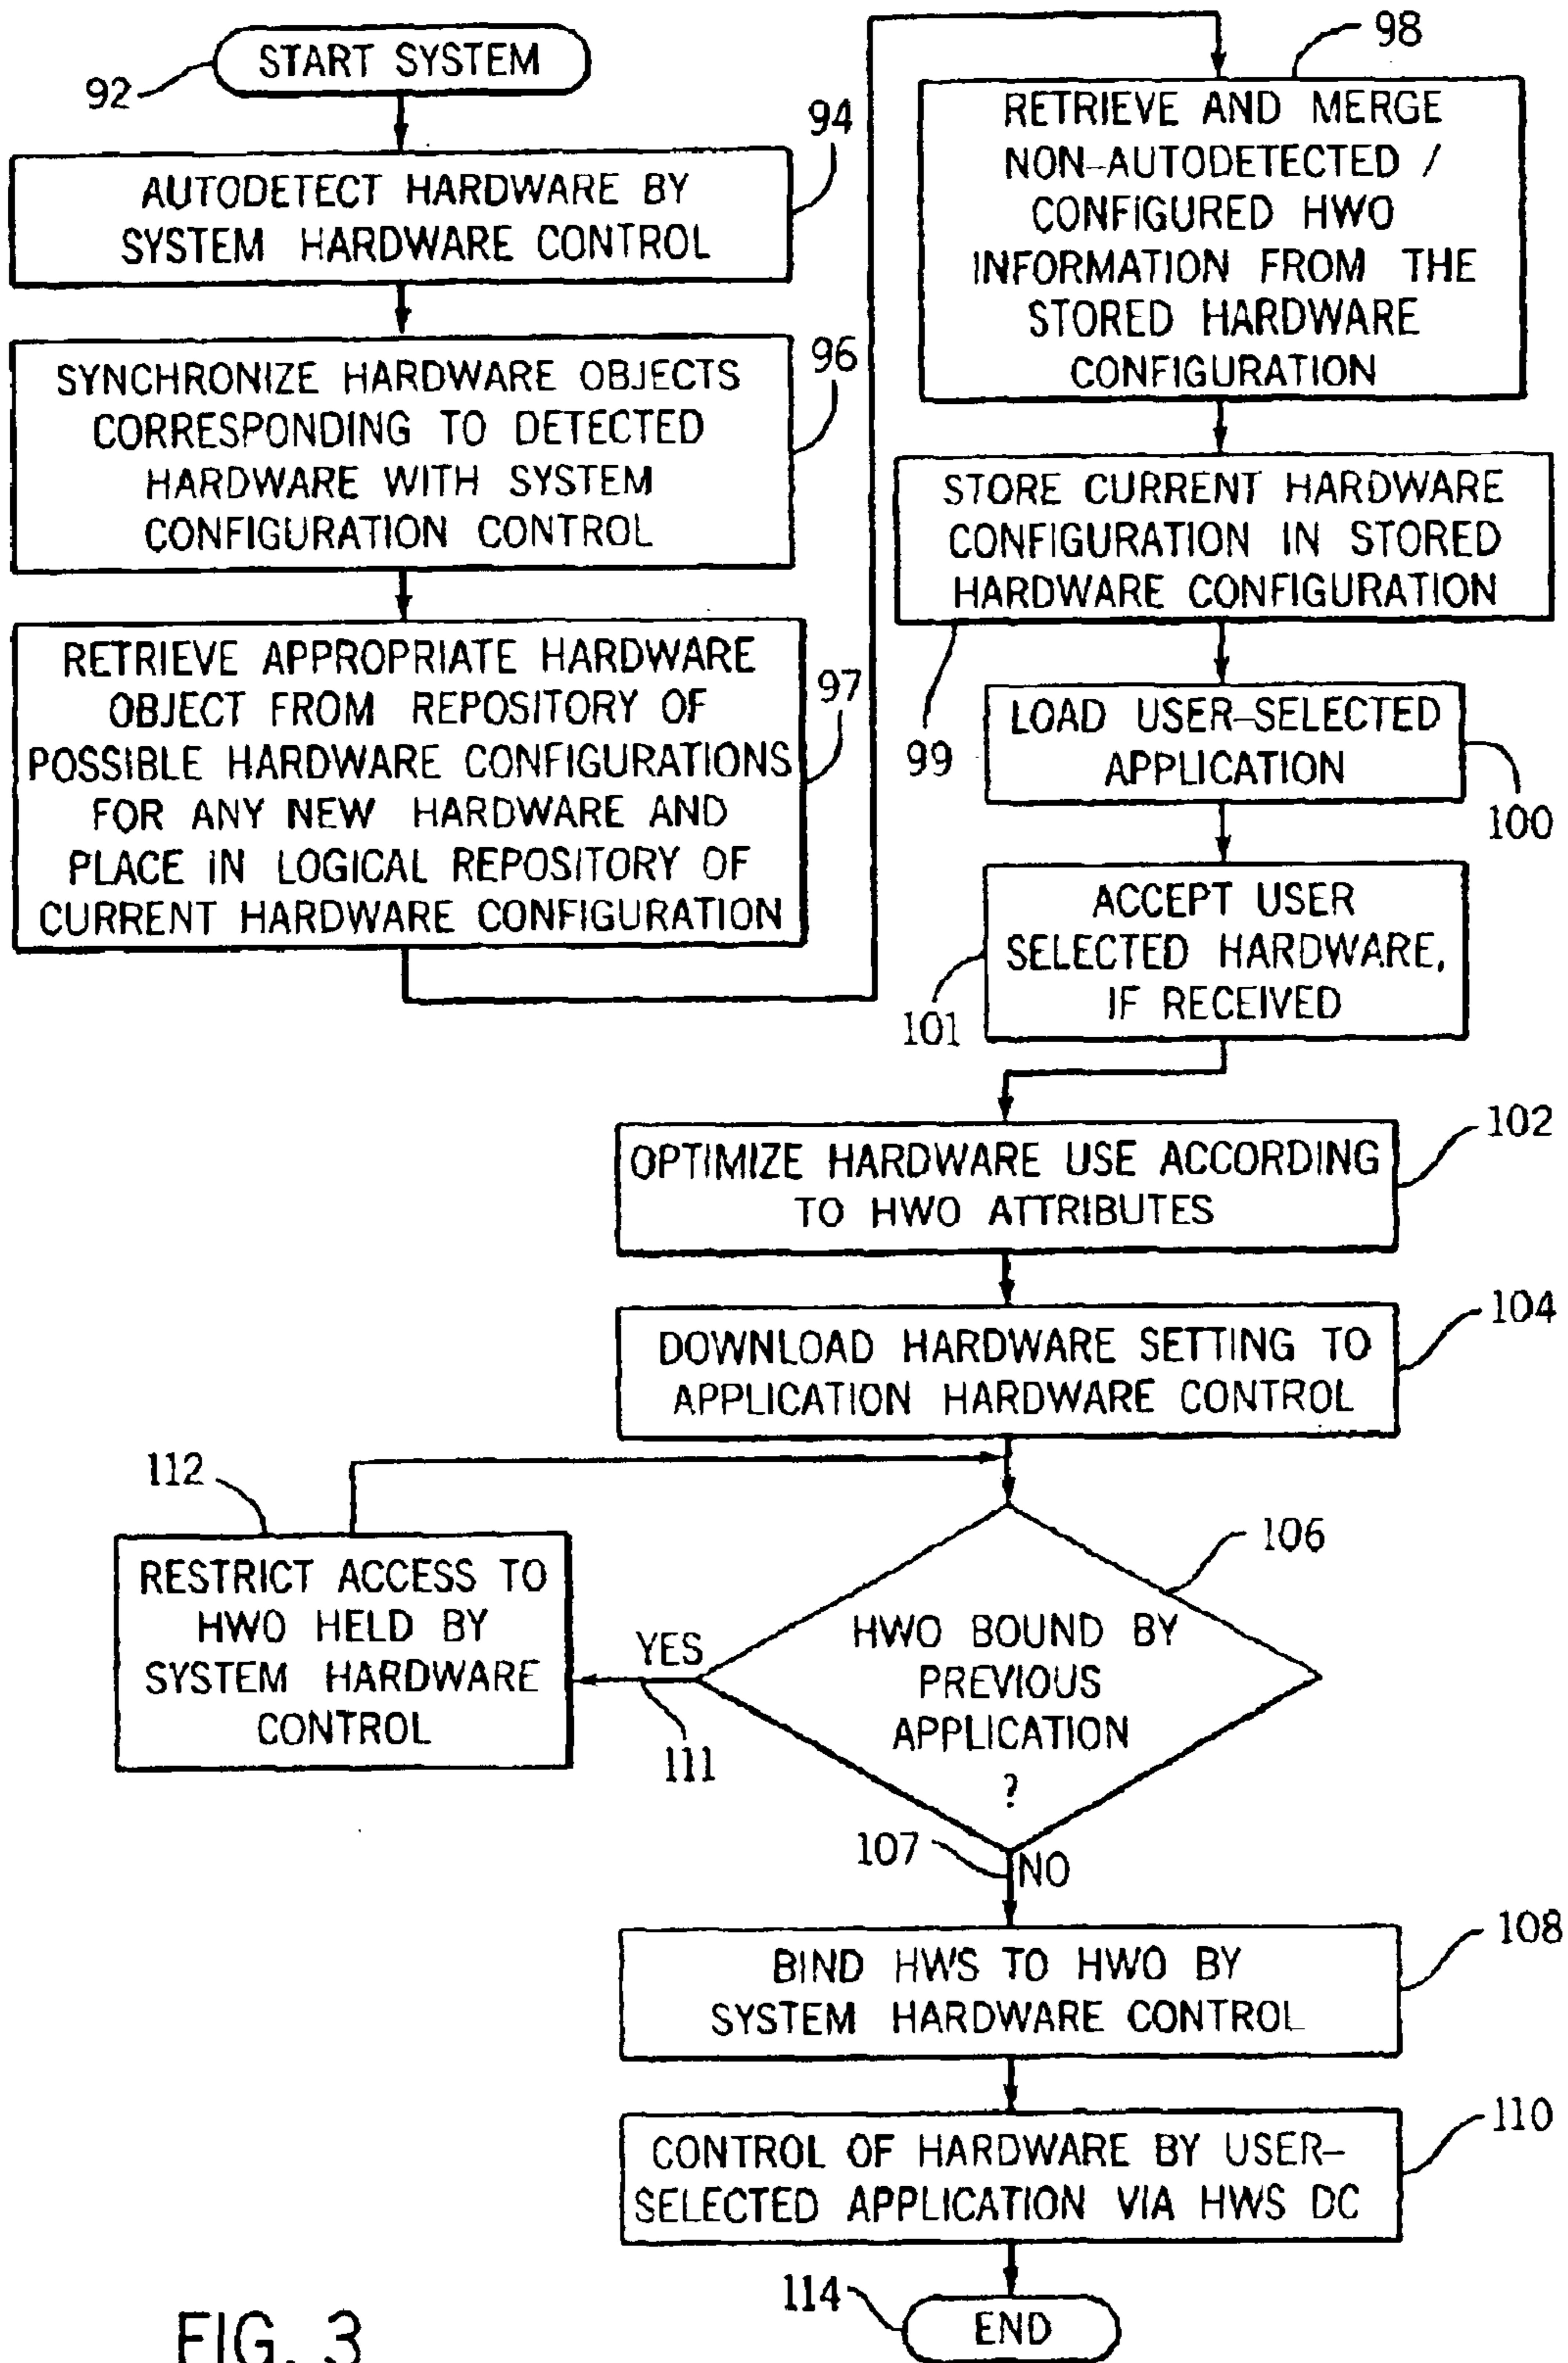 START SYSTEM
92
94
AUTODETECT HARDWARE BY
SYSTEM HARDWARE CONTROL
96
SYNCHRONIZE HARDWARE OBJECTS
CORRESPONDING TO DETECTED
HARDWARE WITH SYSTEM
CONFIGURATION CONTROL
97
RETRIEVE APPROPRIATE HARDWARE
OBJECT FROM REPOSITORY OF
POSSIBLE HARDWARE CONFIGURATIONS
FOR ANY NEW HARDWARE AND
PLACE IN LOGICAL REPOSITORY OF
CURRENT HARDWARE CONFIGURATION
98
RETRIEVE AND MERGE
NON-AUTODETECTED /
CONFIGURED HWO
INFORMATION FROM THE
STORED HARDWARE
CONFIGURATION
STORE CURRENT HARDWARE
CONFIGURATION IN STORED
HARDWARE CONFIGURATION
99
LOAD USER-SELECTED
APPLICATION
100
ACCEPT USER
SELECTED HARDWARE,
IF RECEIVED
101
102
OPTIMIZE HARDWARE USE ACCORDING
TO HWO ATTRIBUTES
104
DOWNLOAD HARDWARE SETTING TO
APPLICATION HARDWARE CONTROL
112
RESTRICT ACCESS TO
HWO HELD BY
SYSTEM HARDWARE
CONTROL
YES
111
106
HWO BOUND BY
PREVIOUS
APPLICATION
?
107
NO
108
BIND HWS TO HWO BY
SYSTEM HARDWARE CONTROL
110
CONTROL OF HARDWARE BY USER-
SELECTED APPLICATION VIA HWS DC
114
END
FIG. 3